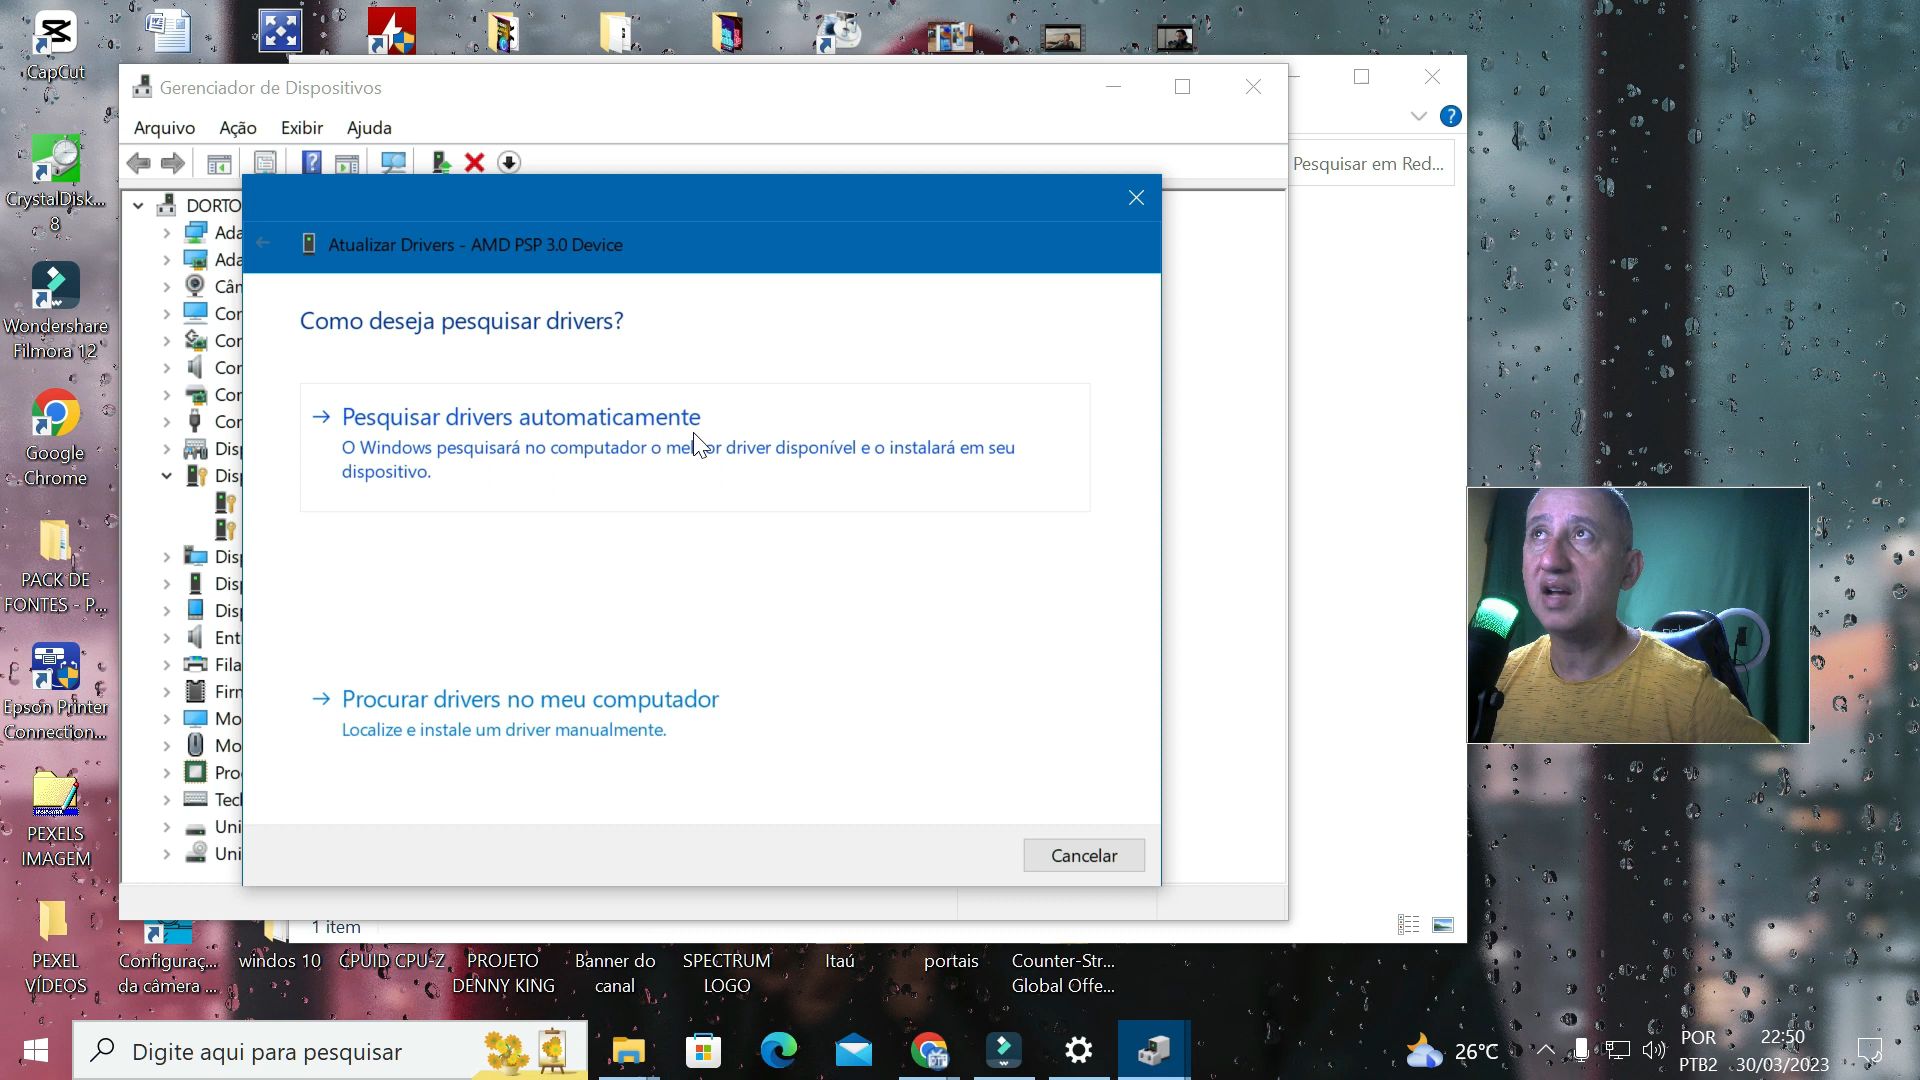 CapCut
CrystalDisk...
8
Wondershare
Filmora 12
Google
Chrome
PACK DE
FONTES - P...
Epson Printer
Connection...
PEXELS
IMAGEM
PEXEL
VÍDEOS
Gerenciador de Dispositivos
Arquivo Ação Exibir Ajuda
Pesquisar em Red...
DORTO
Ada
Ada
Câm
Cor
Cor
Cor
Cor
Cor
Disp
Disp
Disp
Disp
Disp
Ent
Fila
Firm
Mo
Mo
Pro
Tec
Uni
Uni
Atualizar Drivers - AMD PSP 3.0 Device
Como deseja pesquisar drivers?
Pesquisar drivers automaticamente
O Windows pesquisará no computador o melhor driver disponível e o instalará em seu
dispositivo.
Procurar drivers no meu computador
Localize e instale um driver manualmente.
Cancelar
1 item
Configuraç...
da câmera ...
windos 10
CPUID CPU-Z
PROJETO
DENNY KING
Banner do
canal
SPECTRUM
LOGO
Itaú
portais
Counter-Str...
Global Offe...
Digite aqui para pesquisar
26°C
POR
PTB2
22:50
30/03/2023